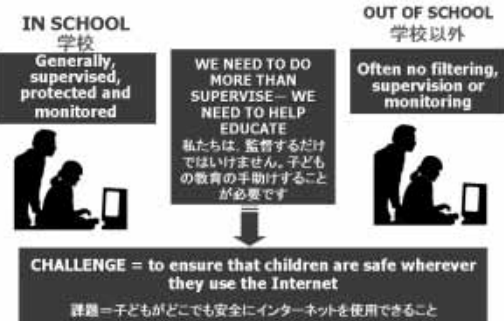 IN SCHOOL
学校
Generally,
supervised,
protected and
monitored
WE NEED TO DO
MORE THAN
SUPERVISE— WE
NEED TO HELP
EDUCATE
私たちは、監督するだけ
ではいけません。子ども
の教育の手助けすること
が必要です
OUT OF SCHOOL
学校以外
Often no filtering,
supervision or
monitoring
CHALLENGE = to ensure that children are safe wherever
they use the Internet
課題＝子どもがどこでも安全にインターネットを使用できること